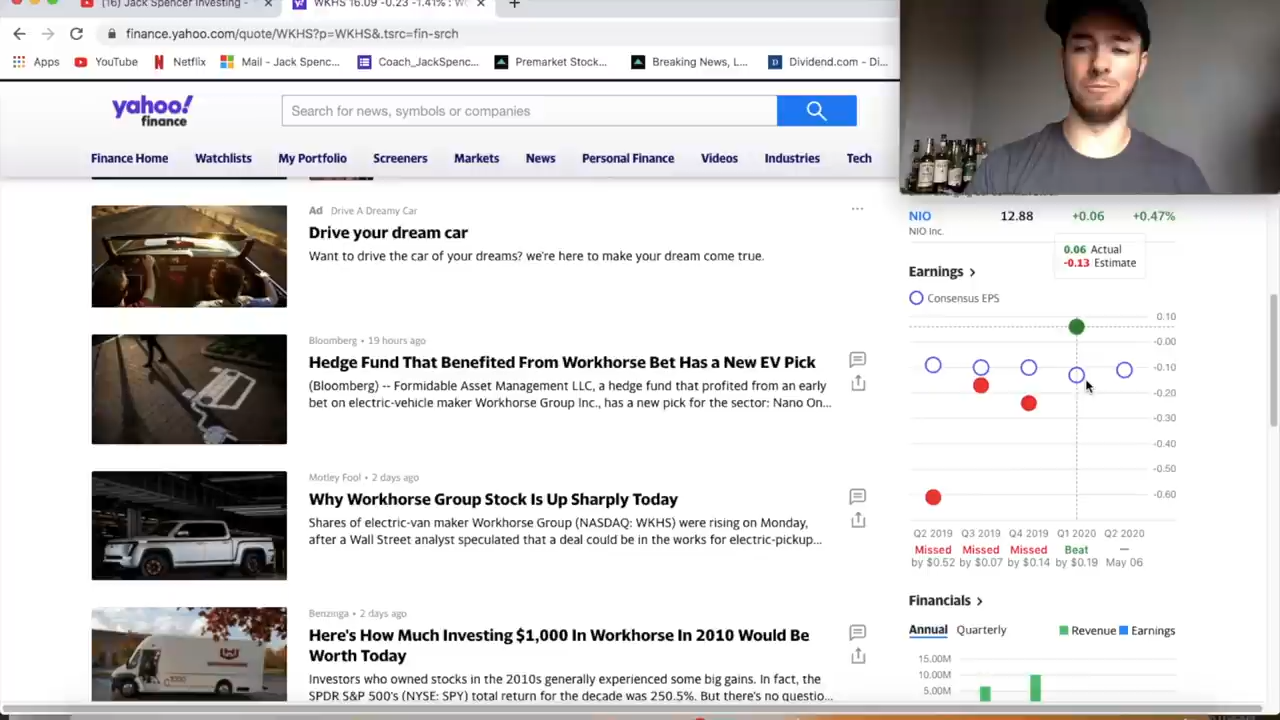 (16) Jack Spencer Investing -
WKHS 16.09 -0.23 -1.41% : W
finance.yahoo.com/quote/WKHS?p=WKHS&.tsrc=fin-srch
Apps YouTube Netflix Mail - Jack Spenc... Coach_JackSpenc... Premarket Stock... Breaking News, L... Dividend.com - Di...
yahoo!
finance
Search for news, symbols or companies
Finance Home Watchlists My Portfolio Screeners Markets News Personal Finance Videos Industries Tech
Ad Drive A Dreamy Car
Drive your dream car
Want to drive the car of your dreams? we're here to make your dream come true.
Bloomberg • 19 hours ago
Hedge Fund That Benefited From Workhorse Bet Has a New EV Pick
(Bloomberg) -- Formidable Asset Management LLC, a hedge fund that profited from an early
bet on electric-vehicle maker Workhorse Group Inc., has a new pick for the sector: Nano On...
Motley Fool • 2 days ago
Why Workhorse Group Stock Is Up Sharply Today
Shares of electric-van maker Workhorse Group (NASDAQ: WKHS) were rising on Monday,
after a Wall Street analyst speculated that a deal could be in the works for electric-pickup...
Benzinga • 2 days ago
Here's How Much Investing $1,000 In Workhorse In 2010 Would Be
Worth Today
Investors who owned stocks in the 2010s generally experienced some big gains. In fact, the
SPDR S&P 500's (NYSE: SPY) total return for the decade was 250.5%. But there's no questio...
NIO 12.88 +0.06 +0.47%
NIO Inc.
0.06 Actual
-0.13 Estimate
Earnings >
Consensus EPS
0.10
-0.00
-0.10
-0.20
-0.30
-0.40
-0.50
-0.60
Q2 2019 Q3 2019 Q4 2019 Q1 2020 Q2 2020
Missed Missed Missed Beat —
by $0.52 by $0.07 by $0.14 by $0.19 May 06
Financials >
Annual Quarterly Revenue Earnings
15.00M
10.00M
5.00M